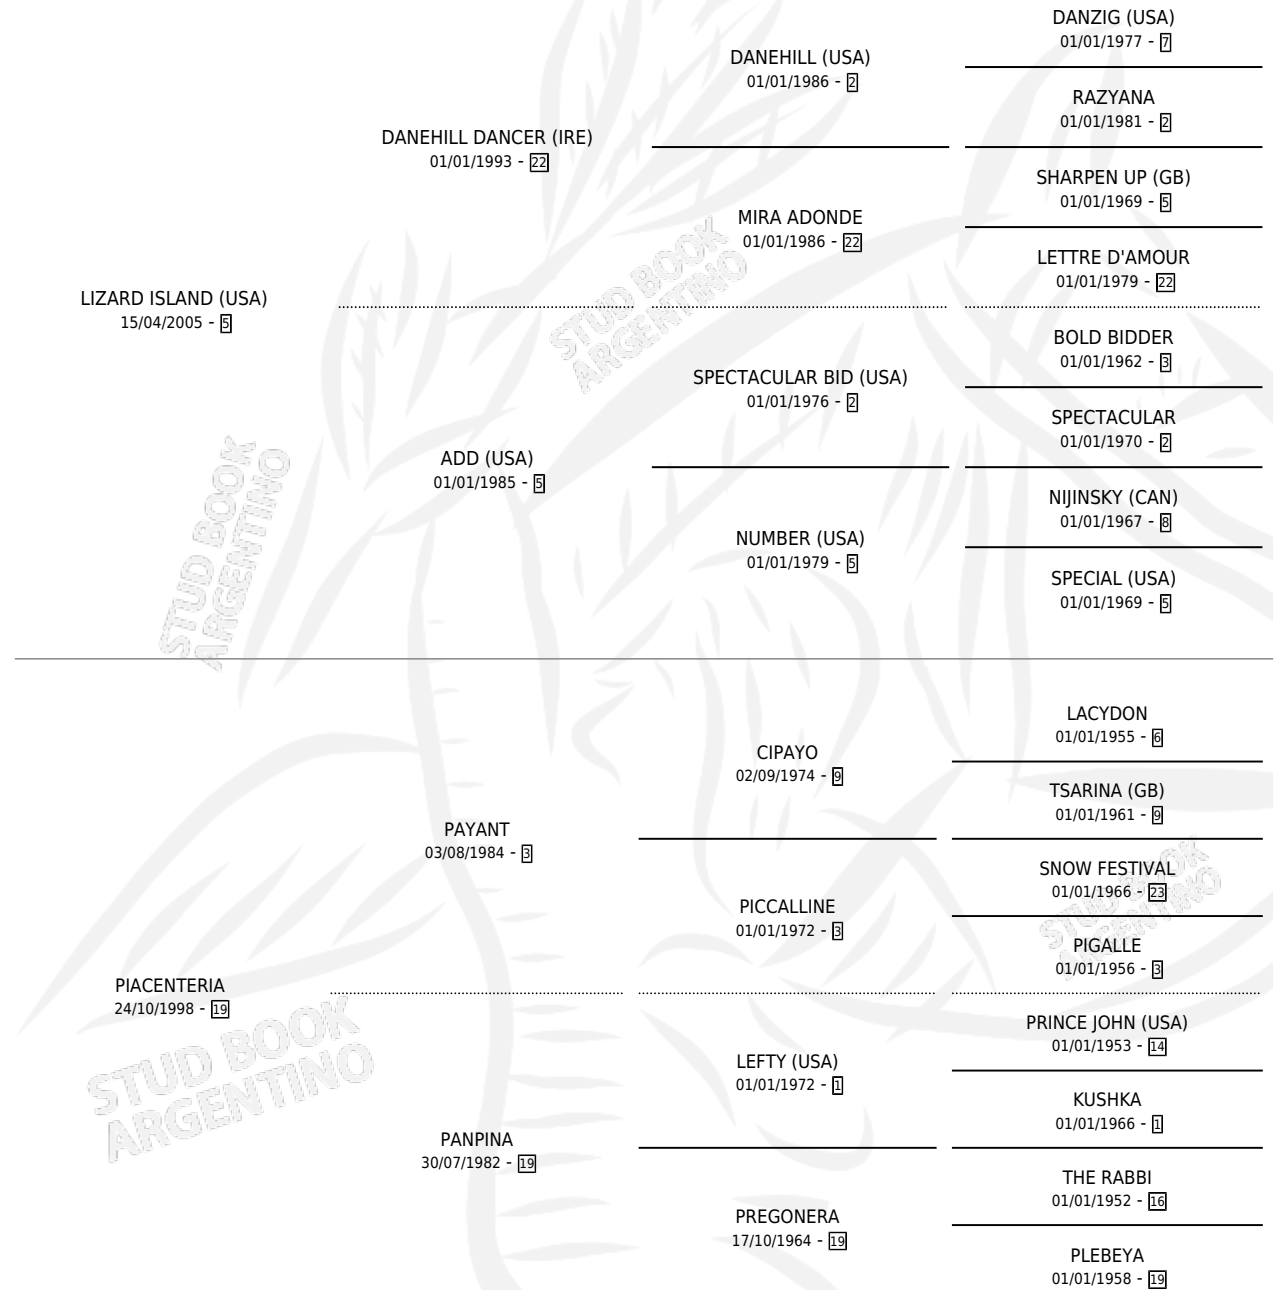 DANZIG (USA)
01/01/1977 - 7
DANEHILL (USA)
01/01/1986 - 2
RAZYANA
01/01/1981 - 2
DANEHILL DANCER (IRE)
01/01/1993 - 22
SHARPEN UP (GB)
01/01/1969 - 5
MIRA ADONDE
01/01/1986 - 22
LETTRE D'AMOUR
01/01/1979 - 22
LIZARD ISLAND (USA)
15/04/2005 - 5
STUD BOOK
ARGENTINO
BOLD BIDDER
01/01/1962 - 3
SPECTACULAR BID (USA)
01/01/1976 - 2
SPECTACULAR
01/01/1970 - 2
ADD (USA)
01/01/1985 - 5
NIJINSKY (CAN)
01/01/1967 - 8
NUMBER (USA)
01/01/1979 - 5
SPECIAL (USA)
01/01/1969 - 5
STUD BOOK
ARGENTINO
LACYDON
01/01/1955 - 6
CIPAYO
02/09/1974 - 9
TSARINA (GB)
01/01/1961 - 9
PAYANT
03/08/1984 - 3
SNOW FESTIVAL
01/01/1966 - 23
PICCALLINE
01/01/1972 - 3
STUD BOOK
ARGENTINO
PIGALLE
01/01/1956 - 3
PIACENTERIA
24/10/1998 - 19
PRINCE JOHN (USA)
01/01/1953 - 14
STUD BOOK
ARGENTINO
LEFTY (USA)
01/01/1972 - 1
KUSHKA
01/01/1966 - 1
PANPINA
30/07/1982 - 19
THE RABBI
01/01/1952 - 16
PREGONERA
17/10/1964 - 19
PLEBEYA
01/01/1958 - 19